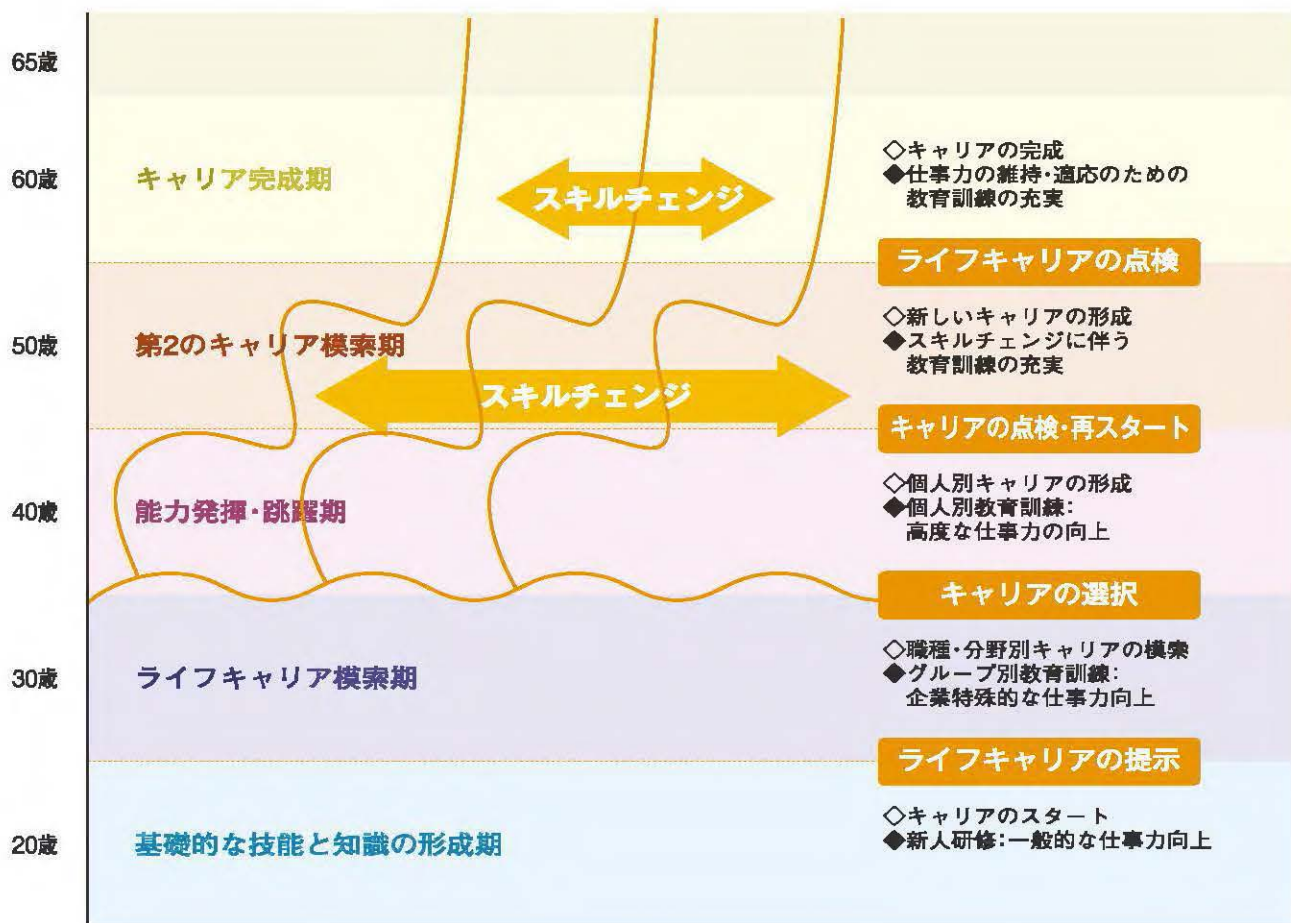 65歳
60歳
キャリア完成期
スキルチェンジ
◇キャリアの完成
◆仕事力の維持・適応のための
教育訓練の充実
ライフキャリアの点検
50歳
第2のキャリア模索期
スキルチェンジ
◇新しいキャリアの形成
◆スキルチェンジに伴う
教育訓練の充実
キャリアの点検・再スタート
40歳
能力発揮・跳躍期
◇個人別キャリアの形成
◆個人別教育訓練：
高度な仕事力の向上
キャリアの選択
30歳
ライフキャリア模索期
◇職種・分野別キャリアの模索
◆グループ別教育訓練：
企業特殊的な仕事力向上
ライフキャリアの提示
20歳
基礎的な技能と知識の形成期
◇キャリアのスタート
◆新人研修：一般的な仕事力向上